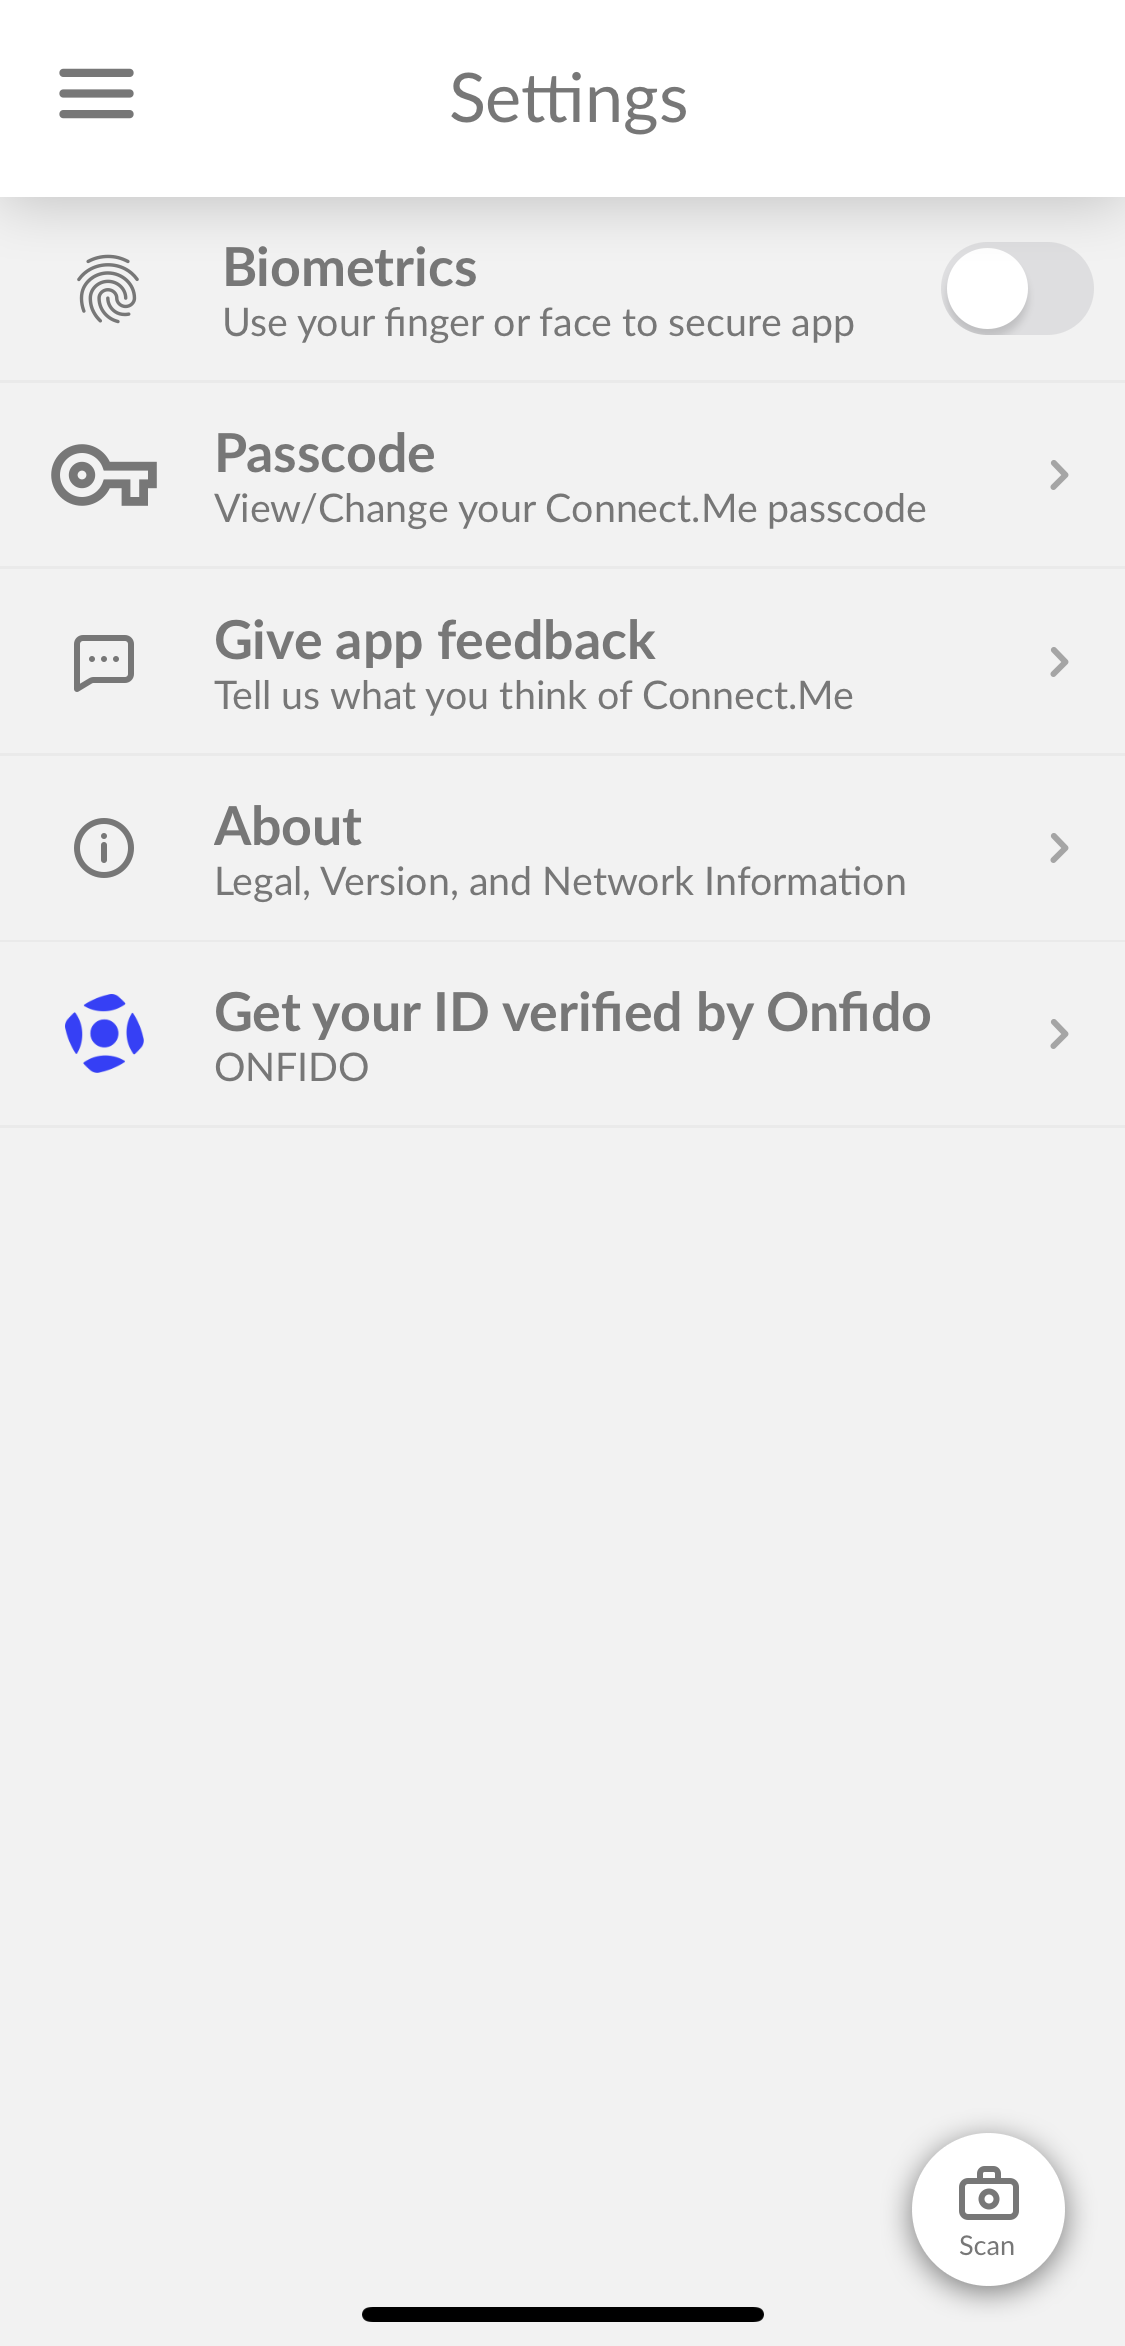 Settings
Biometrics
Use your finger or face to secure app
Passcode
View/Change your Connect.Me passcode
Give app feedback
Tell us what you think of Connect.Me
About
Legal, Version, and Network Information
Get your ID verified by Onfido
ONFIDO
Scan